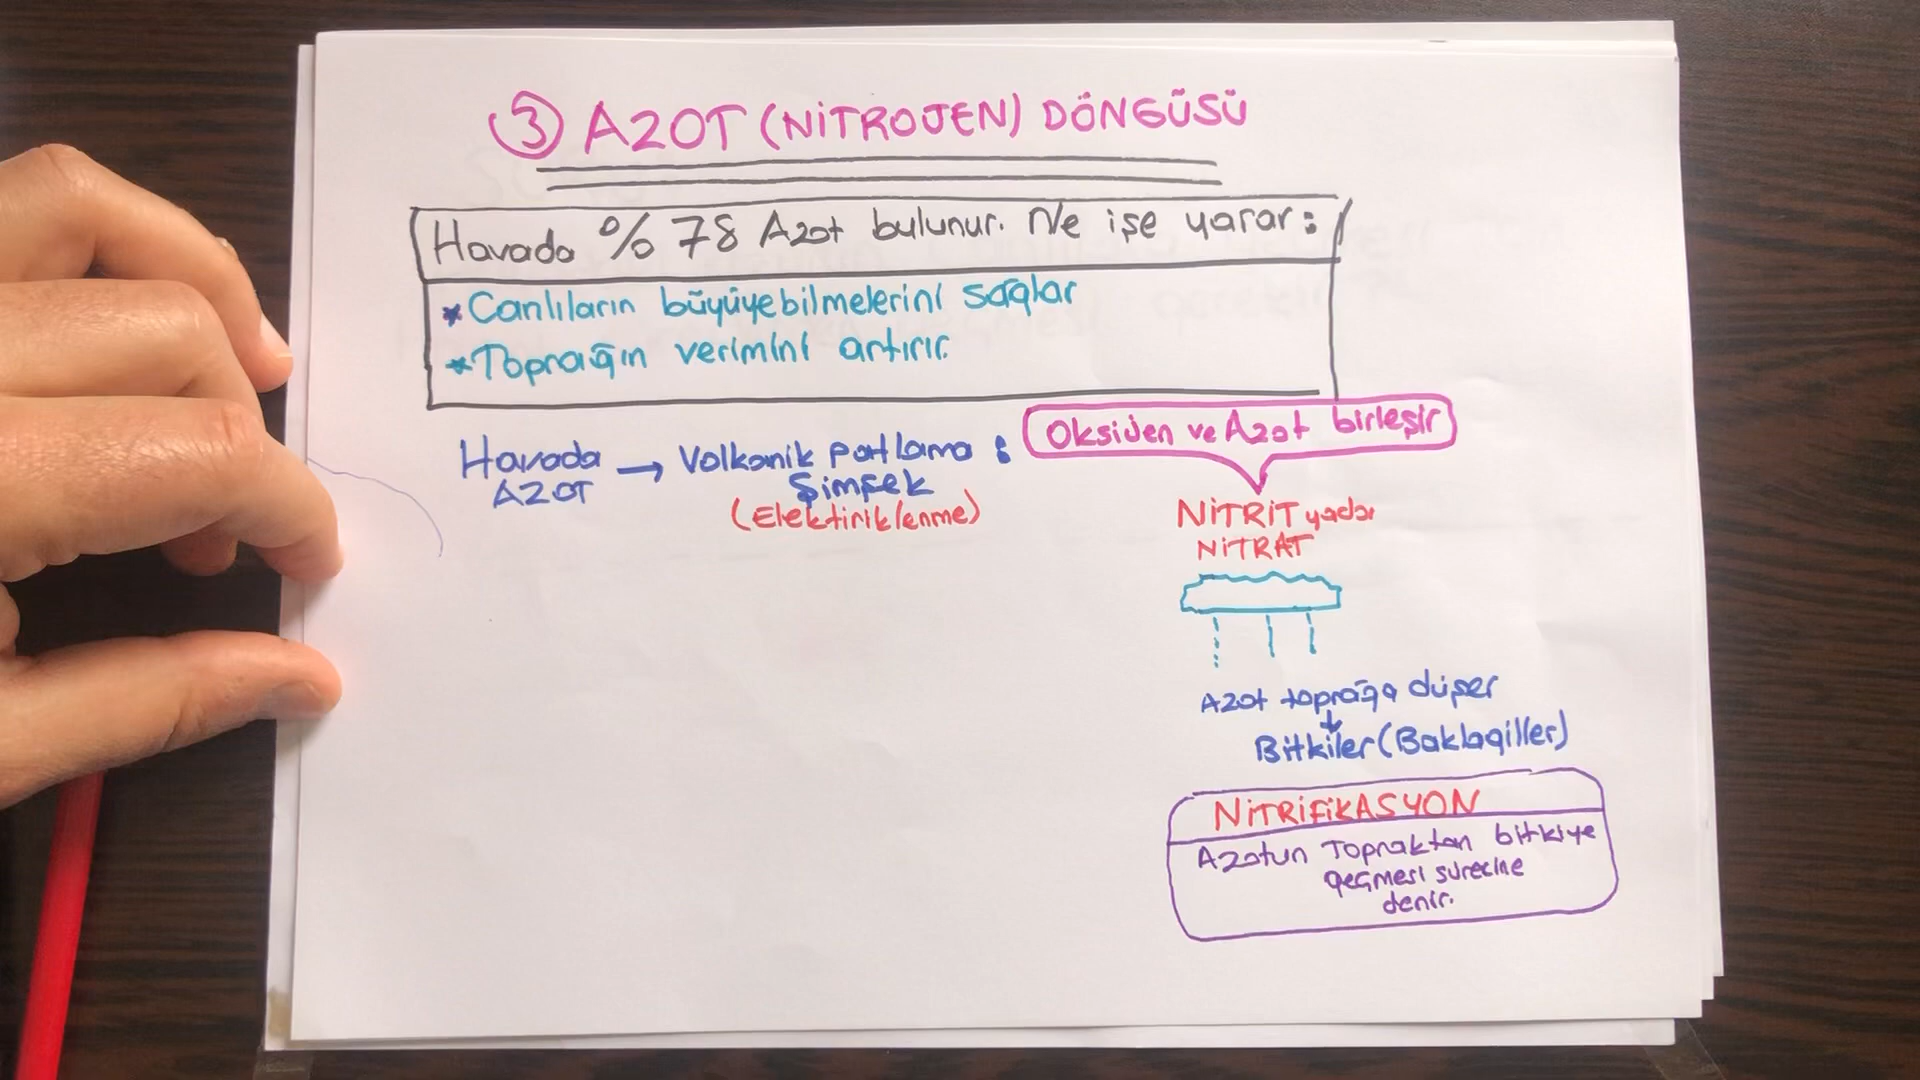 3 AZOT (NİTROJEN) DÖNGÜSÜ
Havada % 78 Azot bulunur. Ne işe yarar:
* Canlıların büyüyebilmelerini sağlar
* Toprağın verimini artırır.
Oksijen ve Azot birleşir
Havada → Volkanik patlama :
AZOT Şimşek
(Elektiriklenme)
NİTRİT yada
NİTRAT
Azot toprağa düşer
Bitkiler (Baklagiller)
NİTRİFİKASYON
Azotun Topraktan bitkiye
geçmesi sürecine
denir.